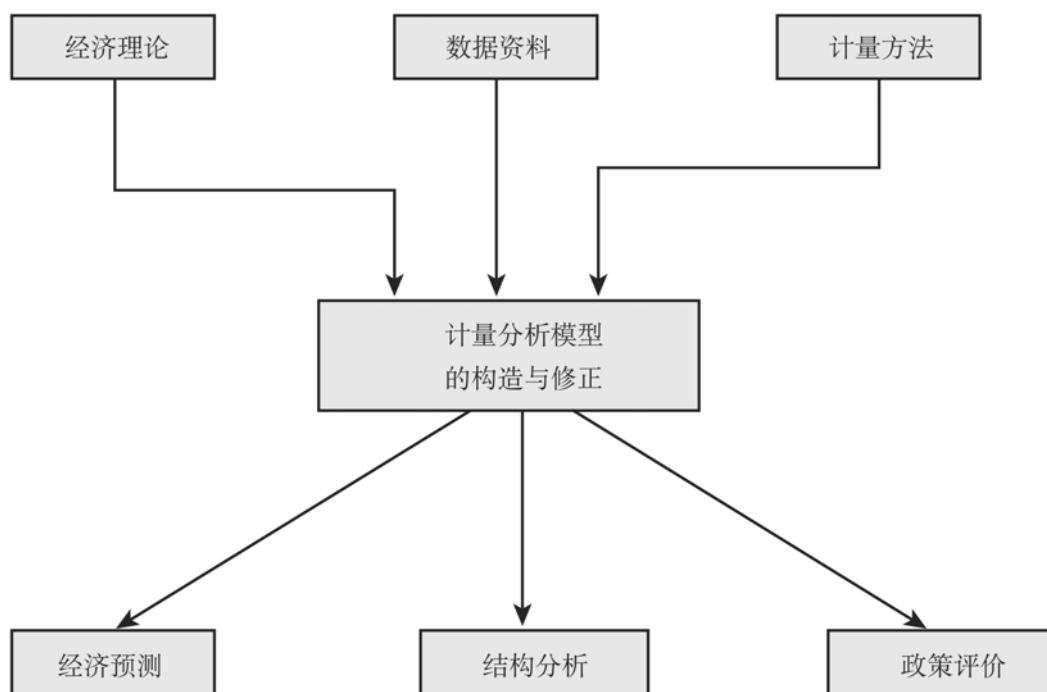 经济理论
数据资料
计量方法
计量分析模型
的构造与修正
经济预测
结构分析
政策评价